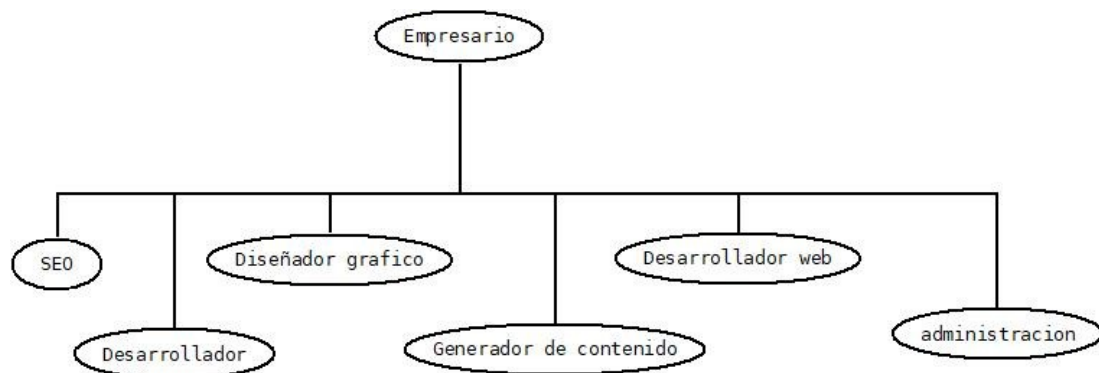 Empresario
SEO
Diseñador grafico
Desarrollador web
Desarrollador
Generador de contenido
administracion